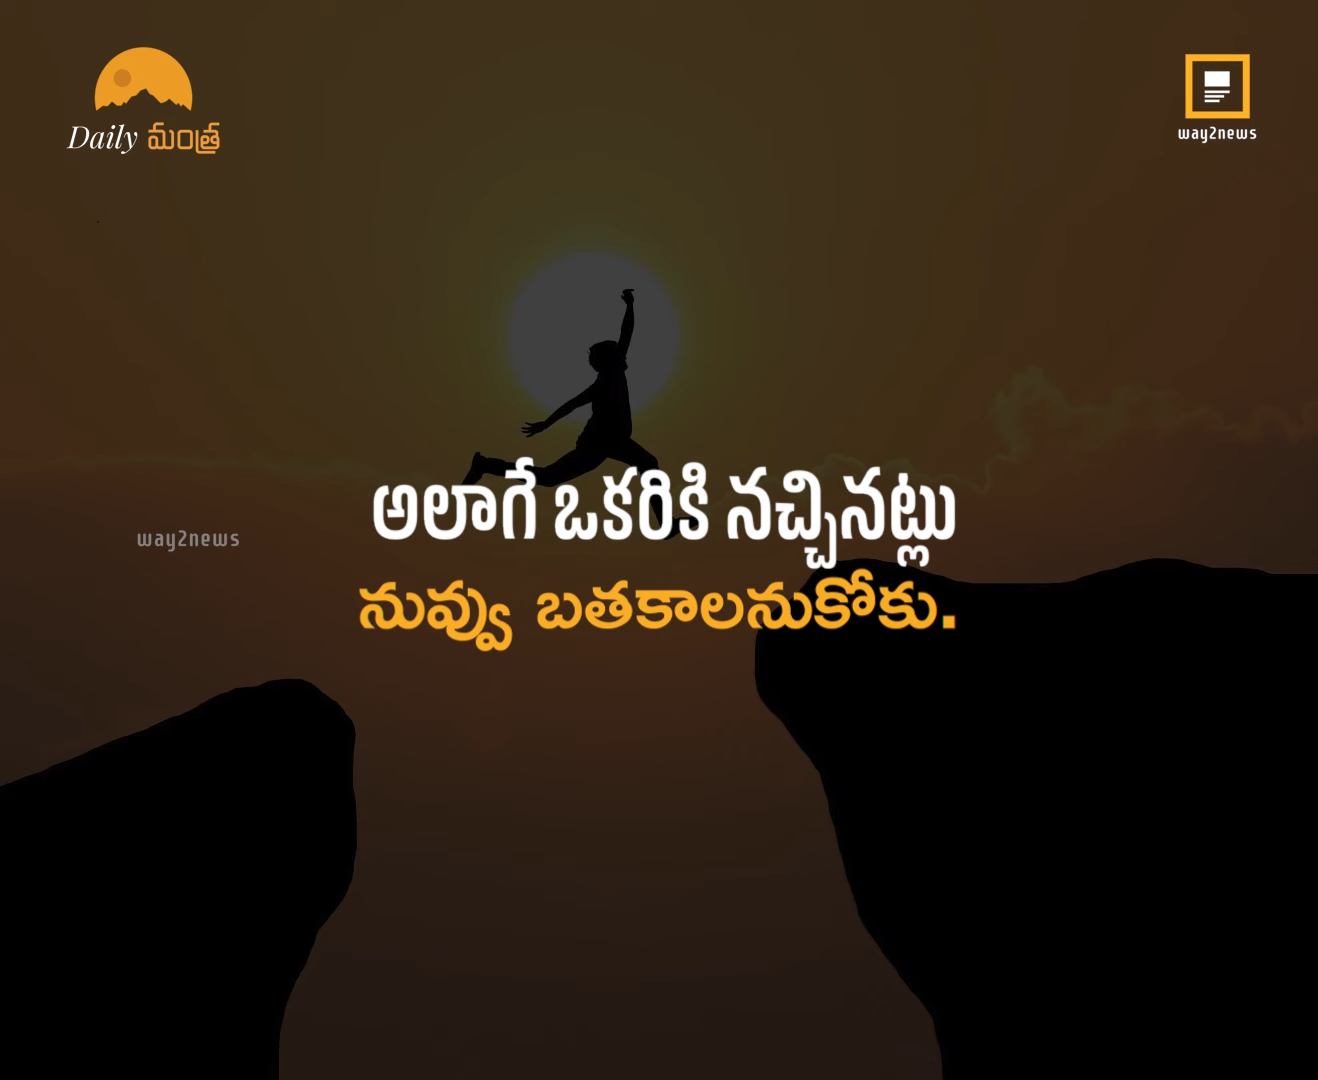 Daily మంత్ర
way2news
అలాగే ఒకరికి నచ్చినట్లు
way2news
నువ్వు బతకాలనుకోకు.